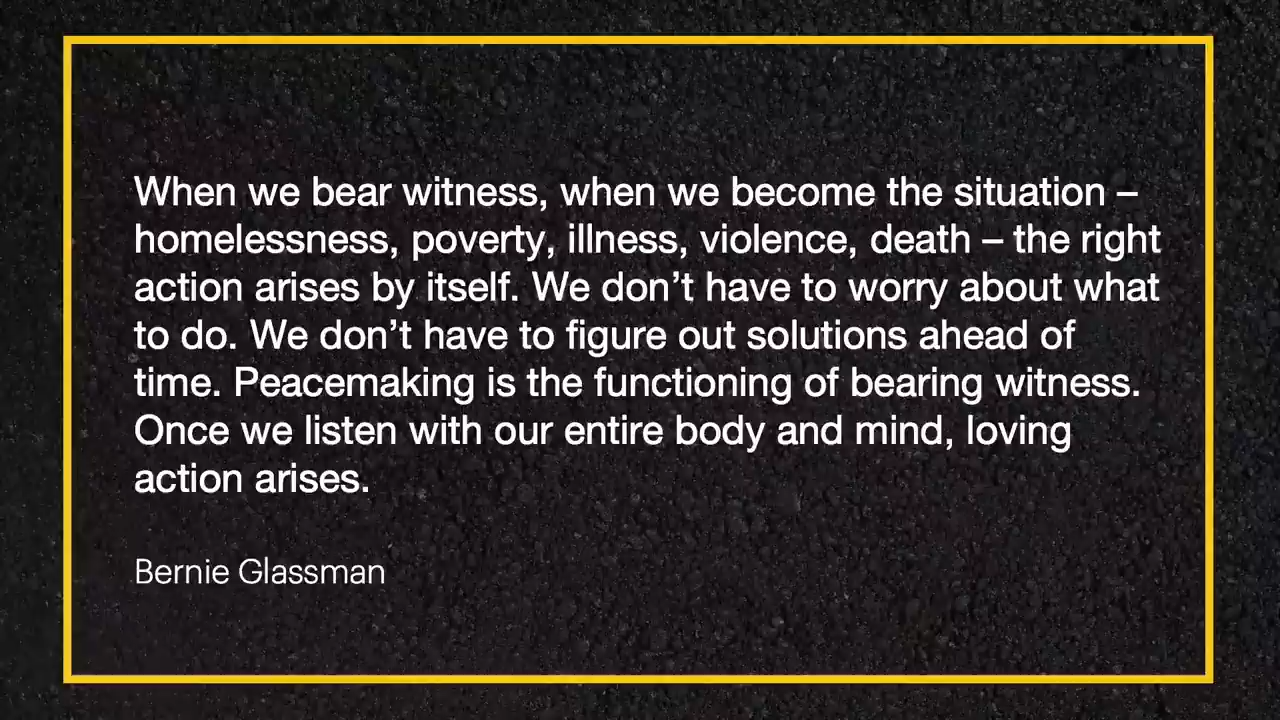 When we bear witness, when we become the situation –
homelessness, poverty, illness, violence, death – the right
action arises by itself. We don’t have to worry about what
to do. We don’t have to figure out solutions ahead of
time. Peacemaking is the functioning of bearing witness.
Once we listen with our entire body and mind, loving
action arises.
Bernie Glassman